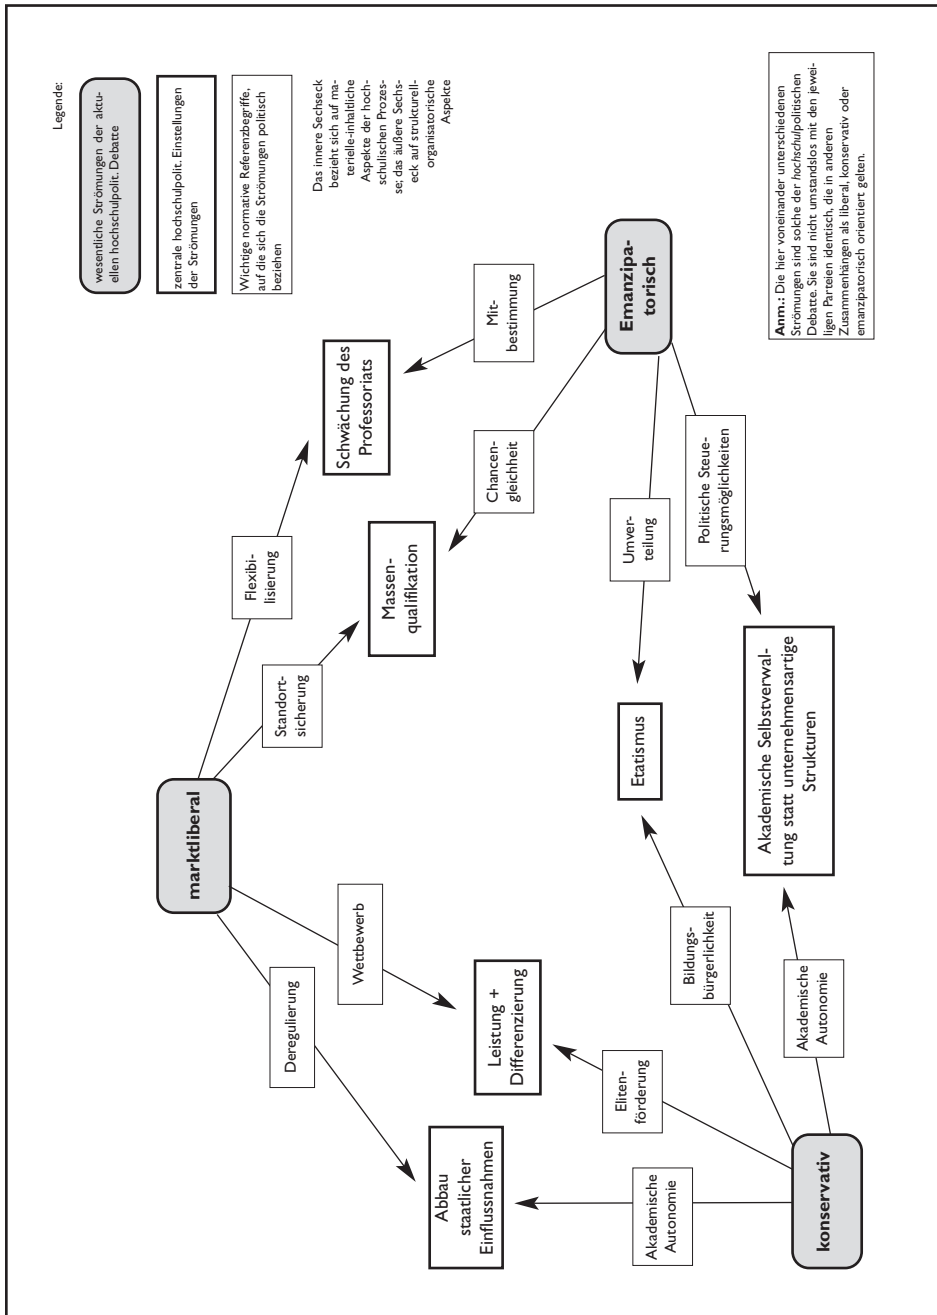 Legende:
wesentliche Strömungen der aktu-
ellen hochschulpolit. Debatte
zentrale hochschulpolit. Einstellungen
der Strömungen
Wichtige normative Referenzbegriffe,
auf die sich die Strömungen politisch
beziehen
Das innere Sechseck
bezieht sich auf ma-
terielle-inhaltliche
Aspekte der hoch-
schulischen Prozes-
se; das äußere Sechs-
eck auf strukturell-
organisatorische
Aspekte
marktliberal
Flexibi-
lisierung
Standort-
sicherung
Deregulierung
Wettbewerb
Schwächung des
Professoriats
Massen-
qualifikation
Leistung +
Differenzierung
Abbau
staatlicher
Einflussnahmen
Mit-
bestimmung
Chancen-
gleichheit
Emanzipa-
torisch
Umver-
teilung
Politische Steue-
rungsmöglichkeiten
Etatismus
Akademische Selbstverwal-
tung statt unternehmensartige
Strukturen
Eliten-
förderung
Akademische
Autonomie
Bildungs-
bürgerlichkeit
Akademische
Autonomie
konservativ
Anm.: Die hier voneinander unterschiedenen
Strömungen sind solche der hochschulpolitischen
Debatte. Sie sind nicht umstandslos mit den jewei-
ligen Parteien identisch, die in anderen
Zusammenhängen als liberal, konservativ oder
emanzipatorisch orientiert gelten.